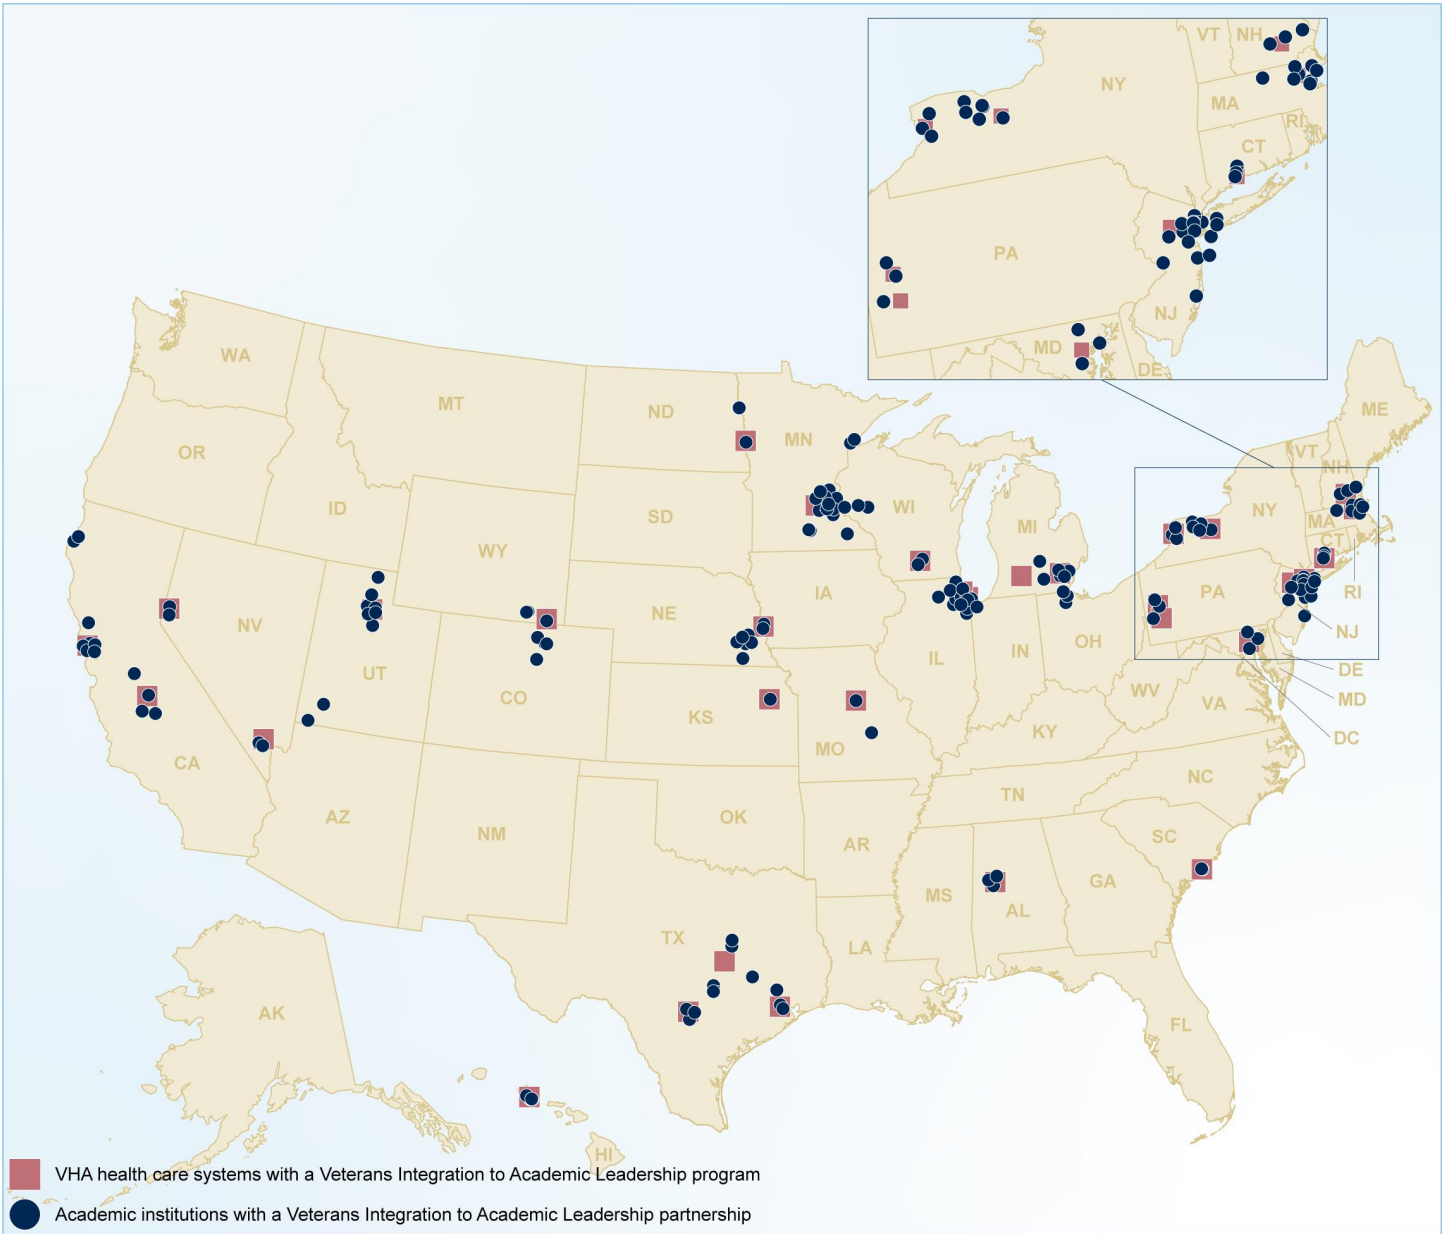 VT NH
NY
MA
RI
CT
PA
NJ
MD
DE
WA
MT
ND
MN
ME
OR
VT
NH
ID
SD
WI
MI
NY
MA
CT
WY
RI
IA
PA
NE
NV
NJ
OH
IL
IN
UT
DE
CO
WV
MD
VA
KS
KY
DC
MO
CA
NC
TN
AZ
OK
NM
SC
AR
GA
MS
AL
TX
LA
AK
FL
HI
VHA health care systems with a Veterans Integration to Academic Leadership program
Academic institutions with a Veterans Integration to Academic Leadership partnership